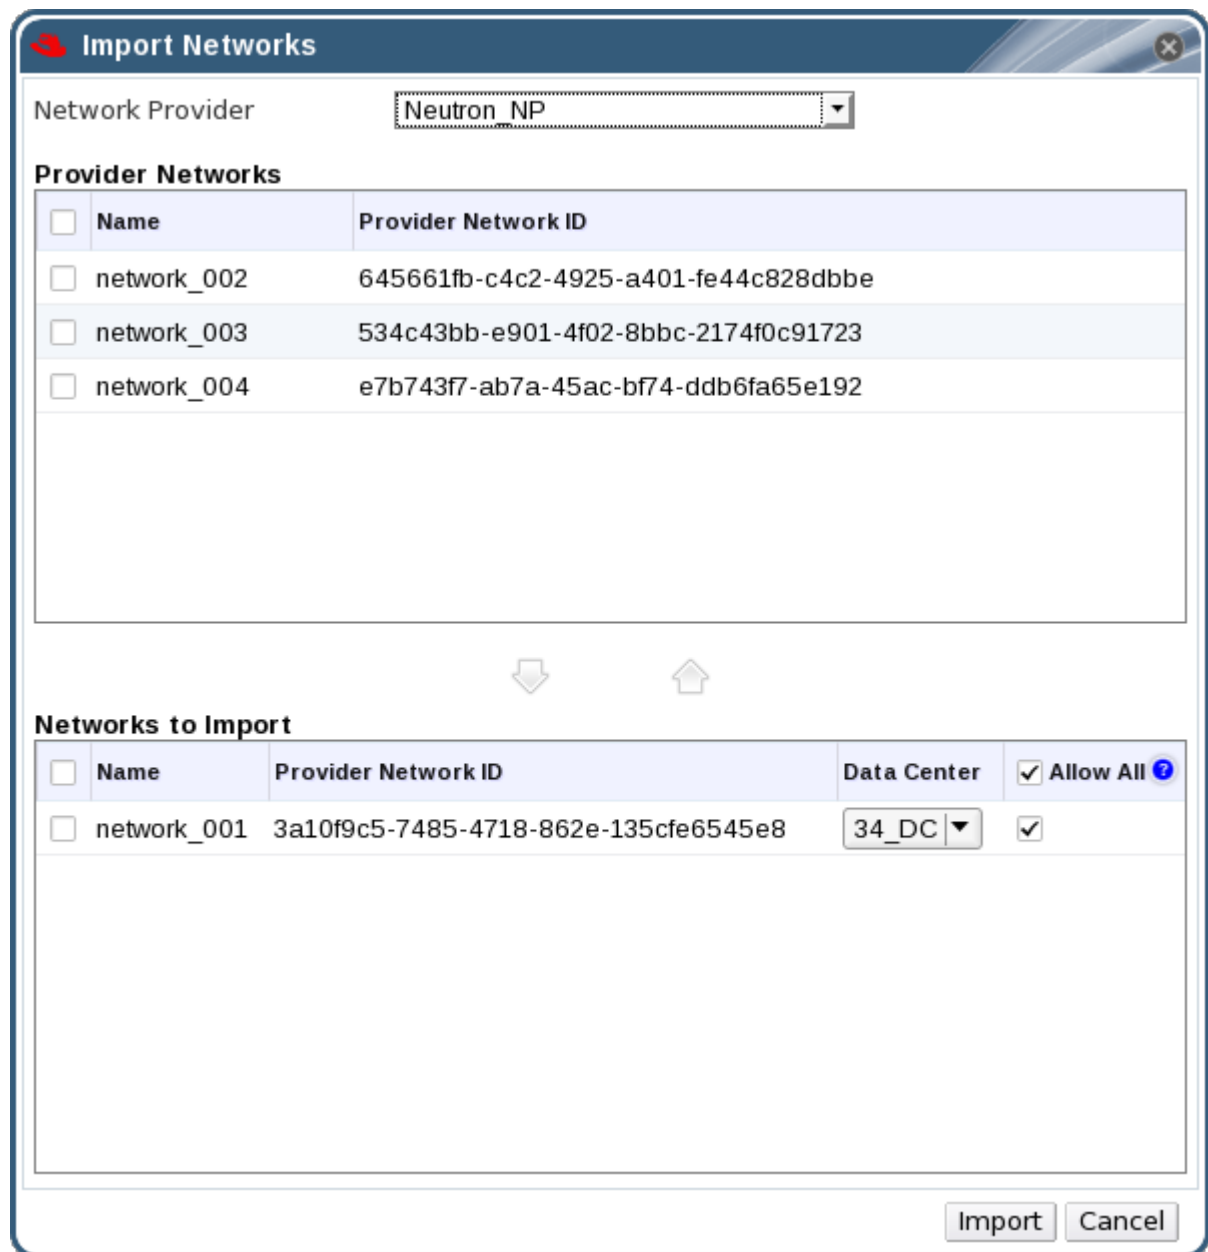 Import Networks
Network Provider Neutron_NP
Provider Networks
Name Provider Network ID
network_002 645661fb-c4c2-4925-a401-fe44c828dbbe
network_003 534c43bb-e901-4f02-8bbc-2174f0c91723
network_004 e7b743f7-ab7a-45ac-bf74-ddb6fa65e192
Networks to Import
Name Provider Network ID Data Center Allow All ?
network_001 3a10f9c5-7485-4718-862e-135cfe6545e8 34_DC
Import Cancel